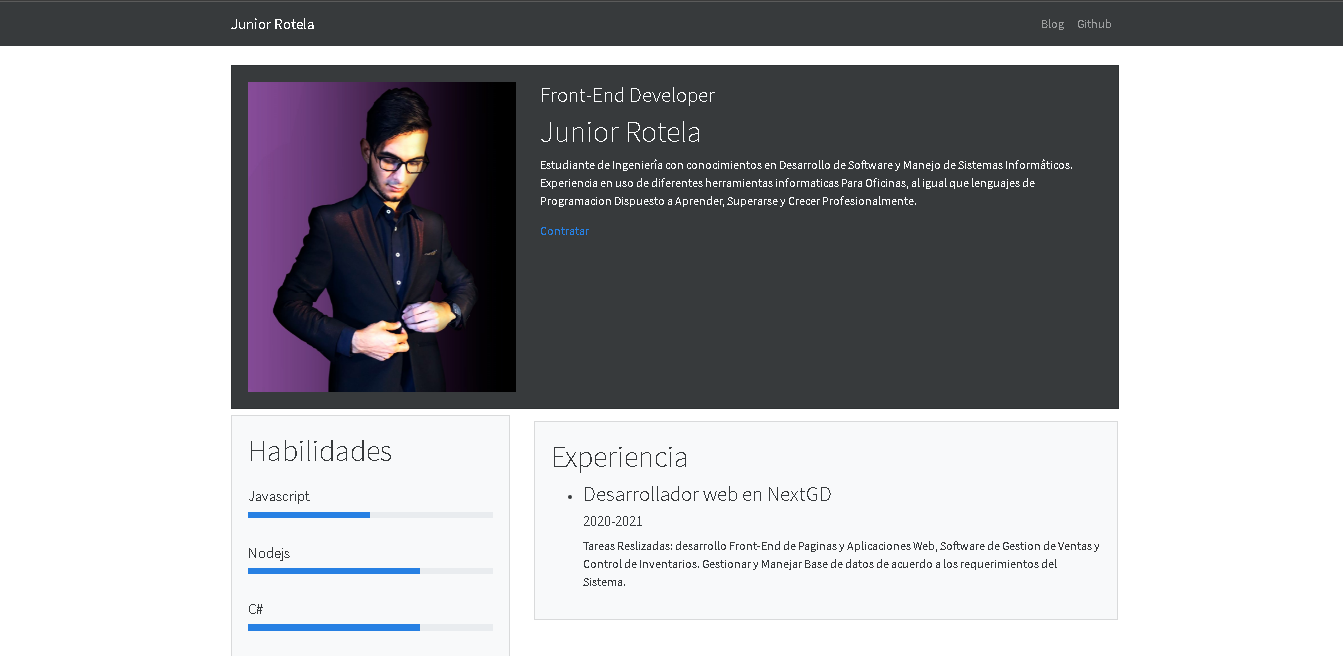 Junior Rotela
Blog Github
Front-End Developer
Junior Rotela
Estudiante de Ingeniería con conocimientos en Desarrollo de Software y Manejo de Sistemas Informáticos.
Experiencia en uso de diferentes herramientas informaticas Para Oficinas, al igual que lenguajes de
Programacion Dispuesto a Aprender, Superarse y Crecer Profesionalmente.
Contratar
Habilidades
Javascript
Nodejs
C#
Experiencia
Desarrollador web en NextGD
2020-2021
Tareas Reslizadas: desarrollo Front-End de Paginas y Aplicaciones Web, Software de Gestion de Ventas y
Control de Inventarios. Gestionar y Manejar Base de datos de acuerdo a los requerimientos del
Sistema.